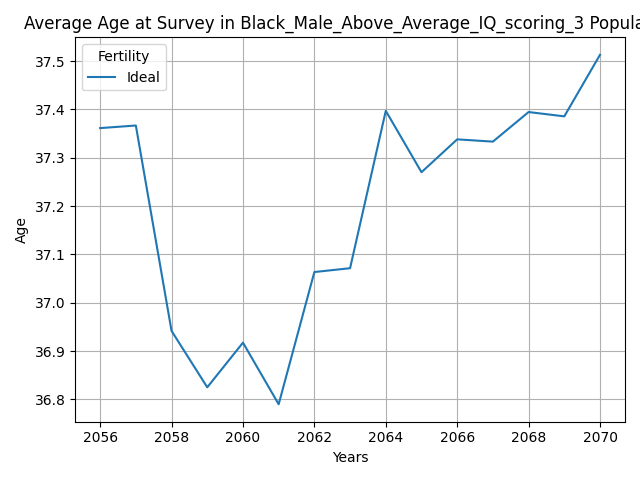 Average Age at Survey in Black_Male_Above_Average_IQ_scoring_3 Popula
Fertility
Ideal
37.5
37.4
37.3
37.2
37.1
37.0
36.9
36.8
Age
2056 2058 2060 2062 2064 2066 2068 2070
Years